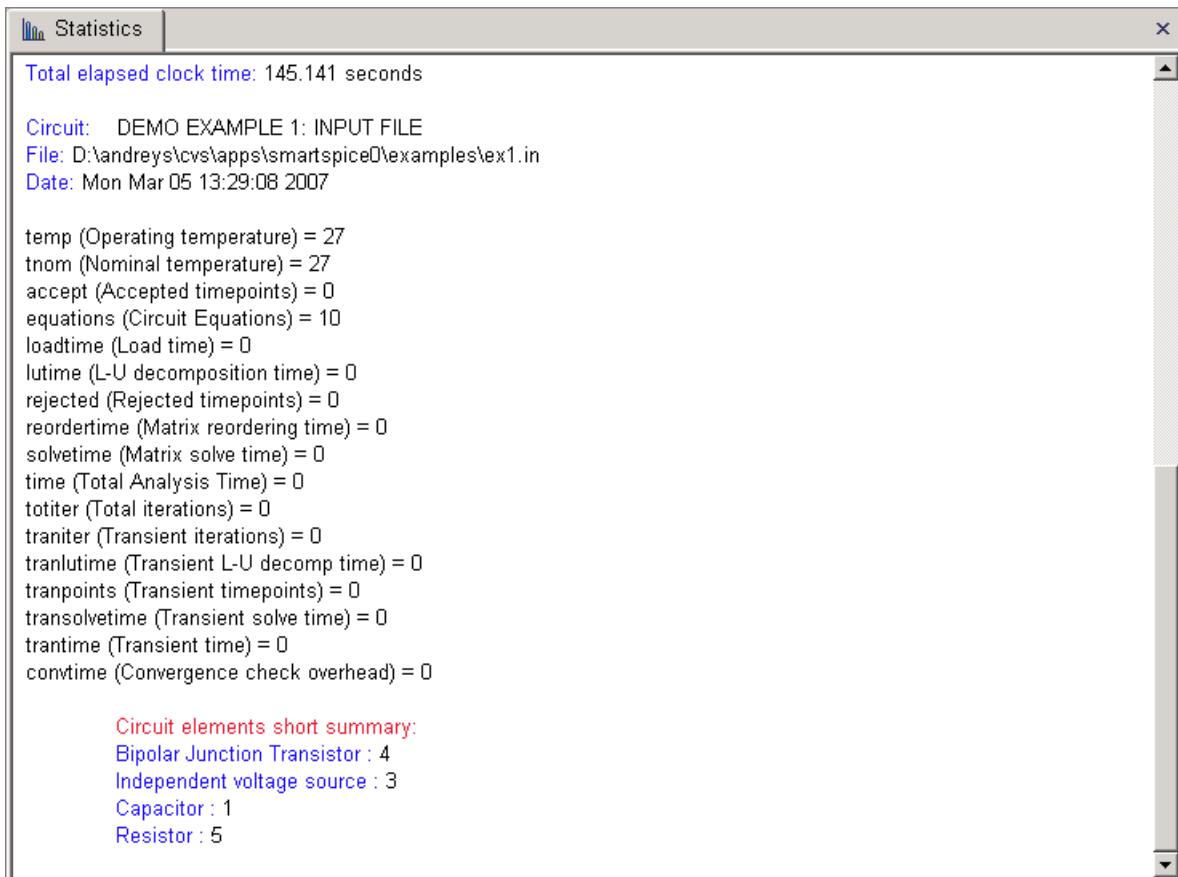 Statistics
Total elapsed clock time: 145.141 seconds
Circuit: DEMO EXAMPLE 1: INPUT FILE
File: D:\andreys\cvs\apps\smartspice0\examples\ex1.in
Date: Mon Mar 05 13:29:08 2007
temp (Operating temperature) = 27
tnom (Nominal temperature) = 27
accept (Accepted timepoints) = 0
equations (Circuit Equations) = 10
loadtime (Load time) = 0
lutime (L-U decomposition time) = 0
rejected (Rejected timepoints) = 0
reordertime (Matrix reordering time) = 0
solvetime (Matrix solve time) = 0
time (Total Analysis Time) = 0
totiter (Total iterations) = 0
traniter (Transient iterations) = 0
tranlutime (Transient L-U decomp time) = 0
tranpoints (Transient timepoints) = 0
transolvetime (Transient solve time) = 0
trantime (Transient time) = 0
convtime (Convergence check overhead) = 0
Circuit elements short summary:
Bipolar Junction Transistor : 4
Independent voltage source : 3
Capacitor : 1
Resistor : 5